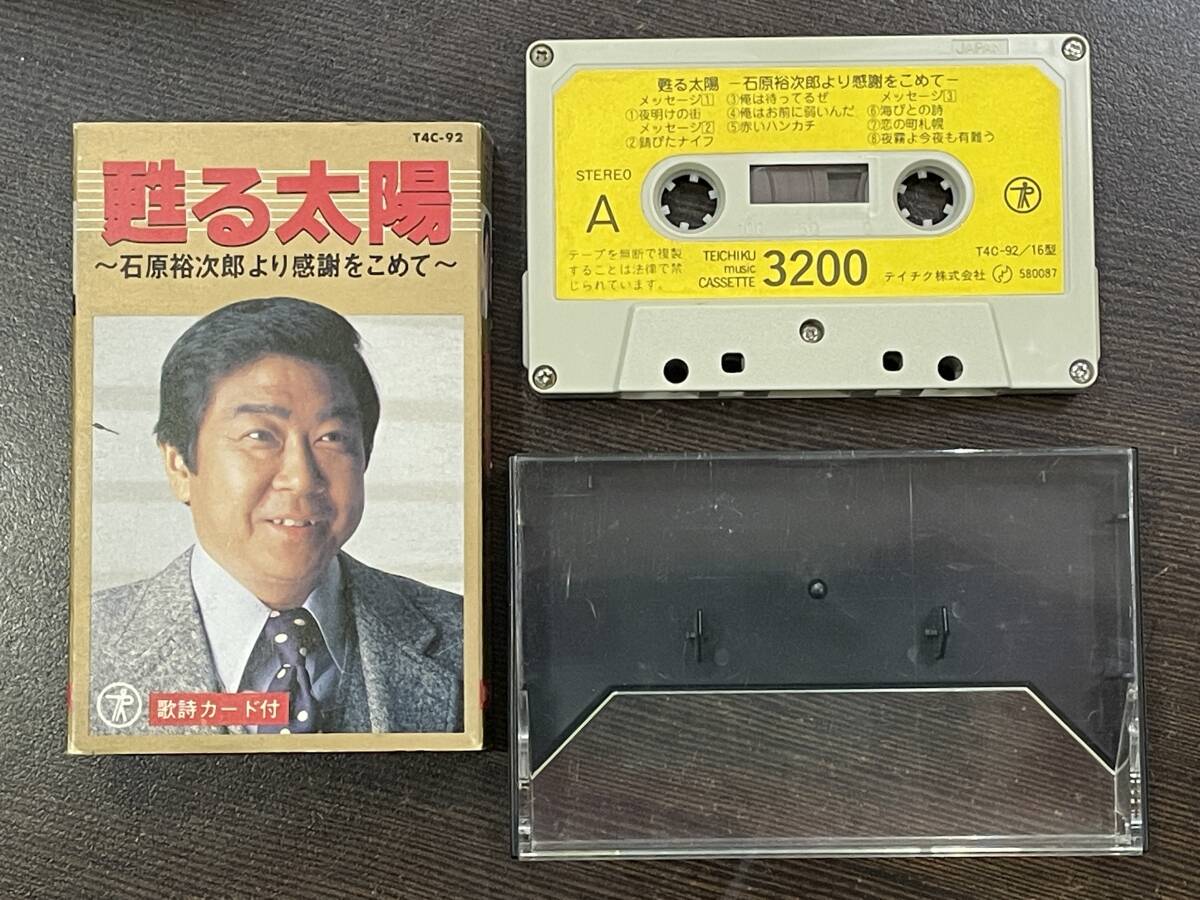 T4C-92
甦る太陽
～石原裕次郎より感謝をこめて～
歌詩カード付
JAPAN
甦る太陽 －石原裕次郎より感謝をこめて－
メッセージ1
①夜明けの街
メッセージ2
②錆びたナイフ
③俺は待ってるぜ
④俺はお前に弱いんだ
⑤赤いハンカチ
メッセージ3
⑥海びとの詩
⑦恋の町札幌
⑧夜霧よ今夜も有難う
STEREO
A
テープを無断で複製
することは法律で禁
じられています。
TEICHIKU
music
CASSETTE
3200
T4C-92/16型
テイチク株式会社 580087